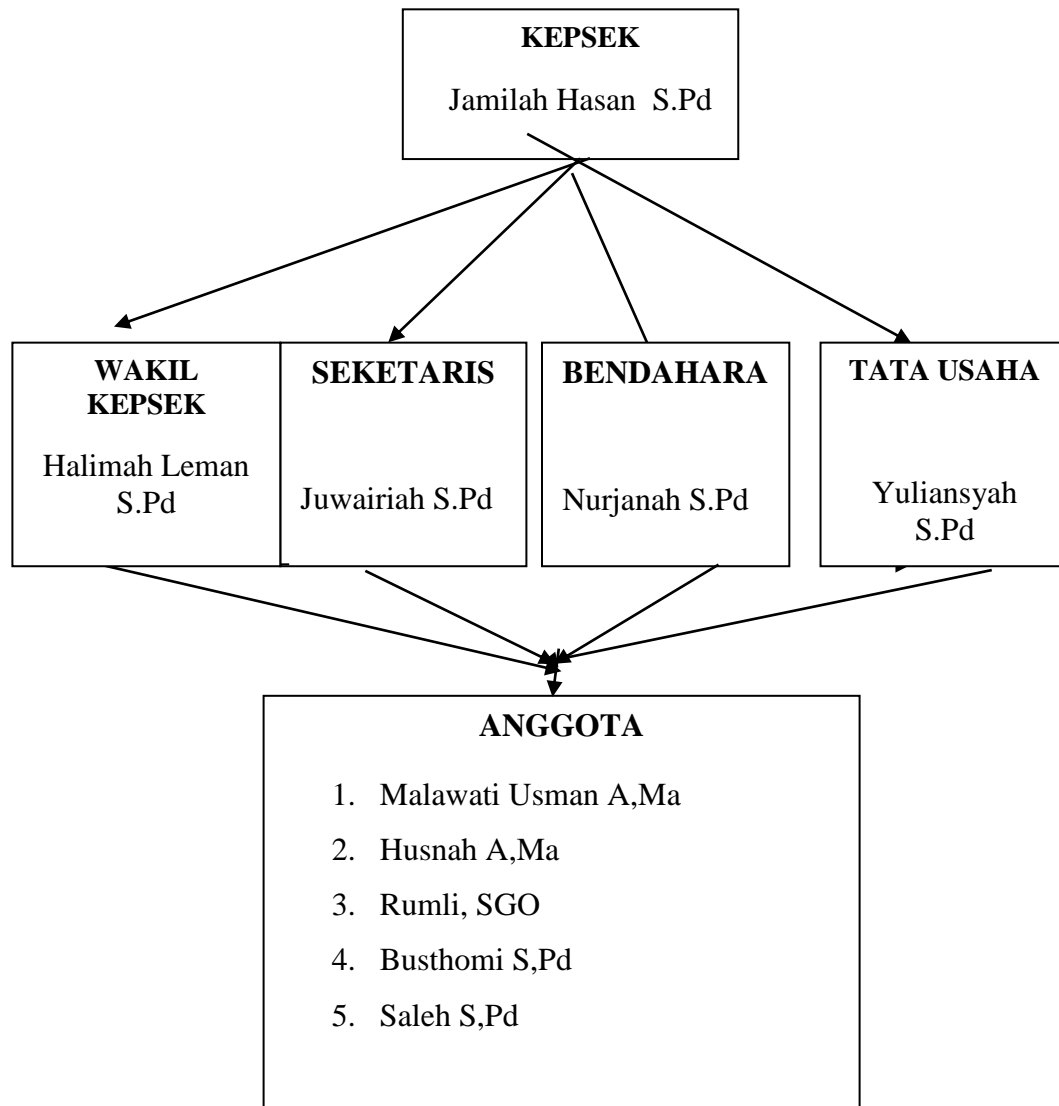 KEPSEK
Jamilah Hasan S.Pd
WAKIL
KEPSEK
Halimah Leman
S.Pd
SEKETARIS
Juwairiah S.Pd
BENDAHARA
Nurjanah S.Pd
TATA USAHA
Yuliansyah
S.Pd
ANGGOTA
1. Malawati Usman A,Ma
2. Husnah A,Ma
3. Rumli, SGO
4. Busthomi S,Pd
5. Saleh S,Pd